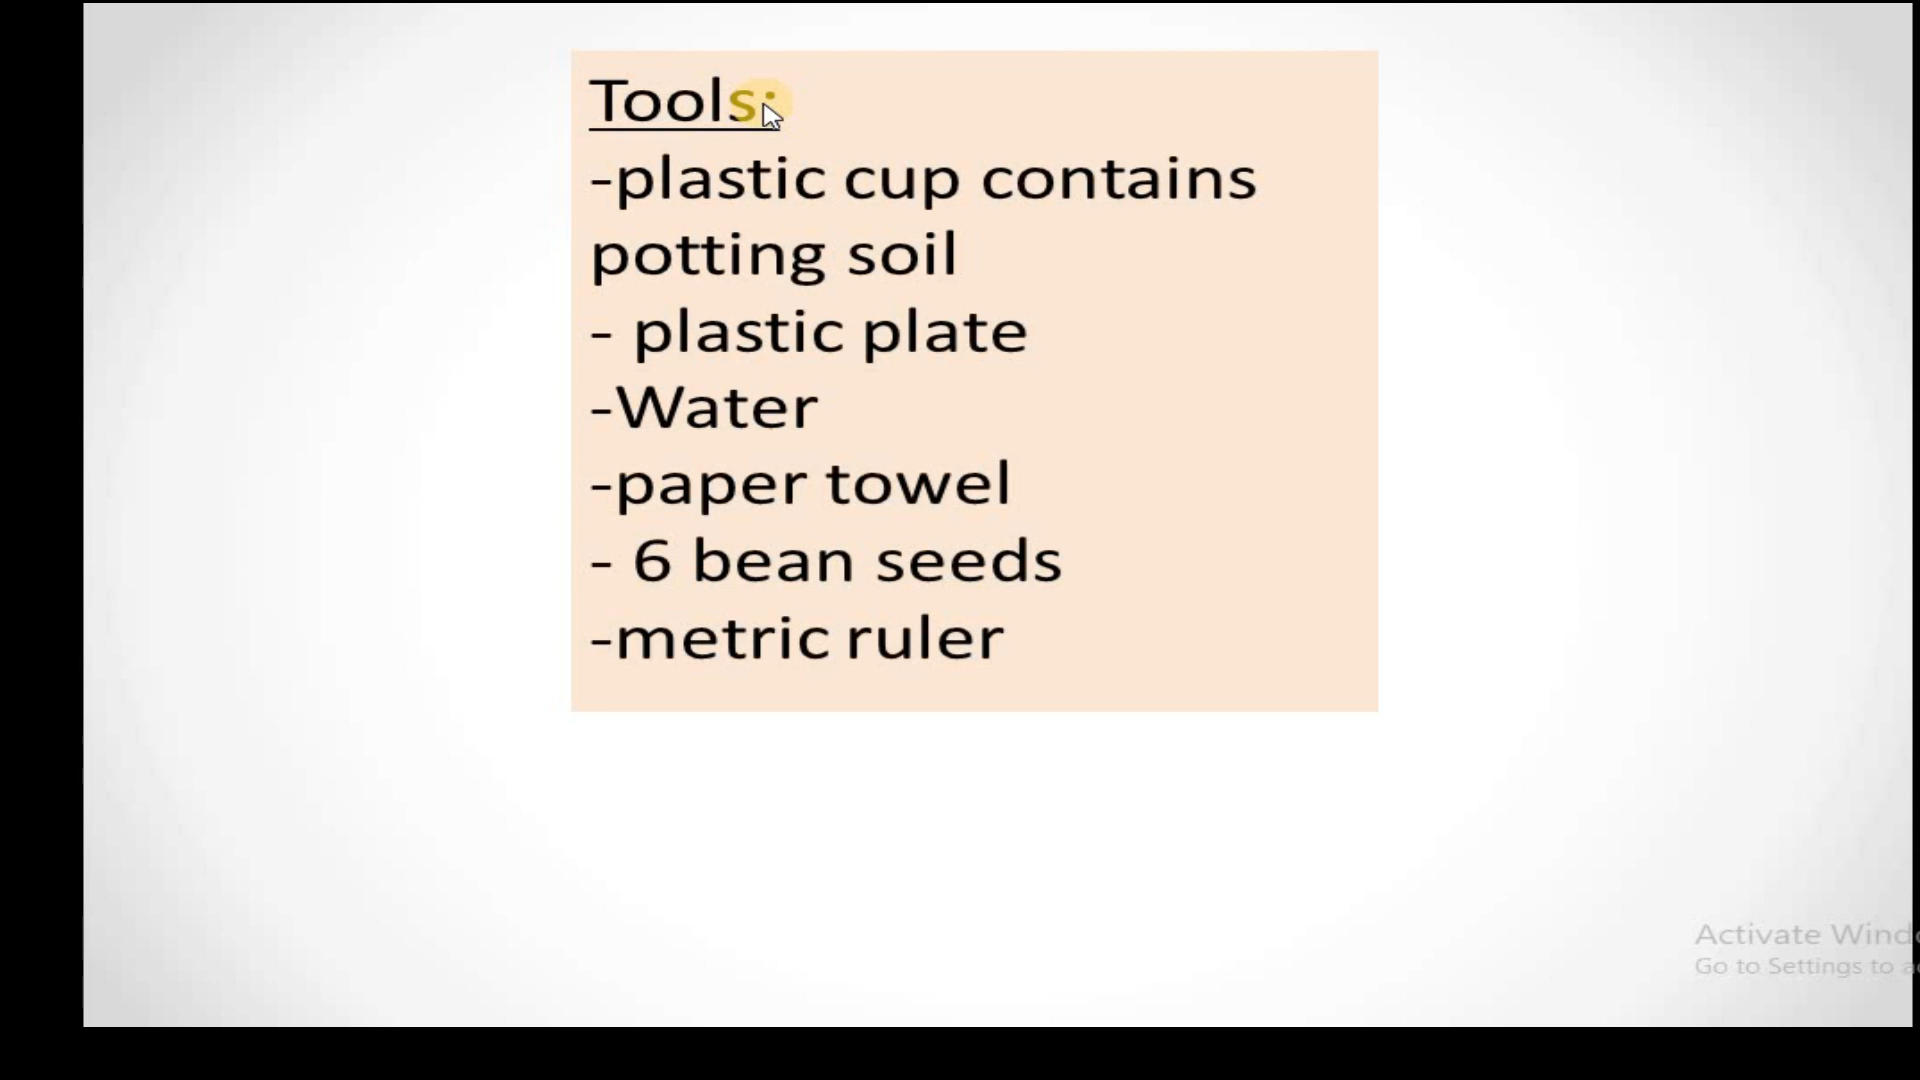 Tools:
-plastic cup contains
potting soil
- plastic plate
-Water
-paper towel
- 6 bean seeds
-metric ruler
Activate Wind
Go to Settings to a